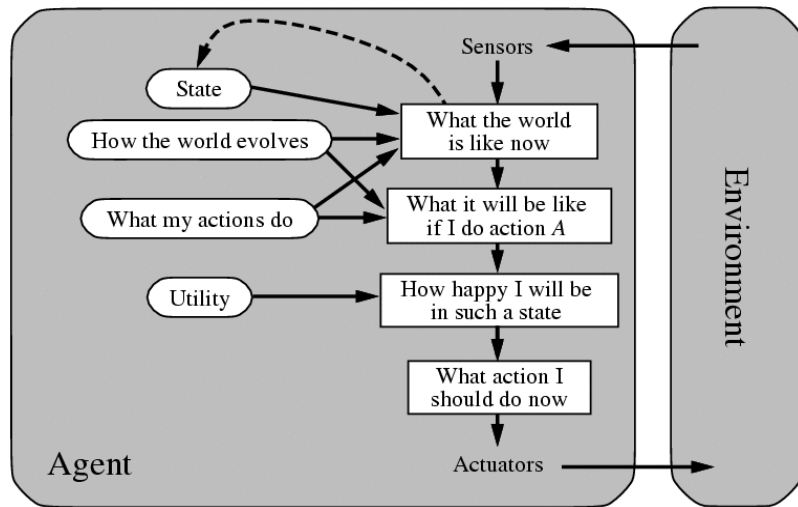 Sensors
State
What the world
is like now
How the world evolves
What it will be like
if I do action A
What my actions do
How happy I will be
in such a state
Utility
What action I
should do now
Agent
Actuators
Environment